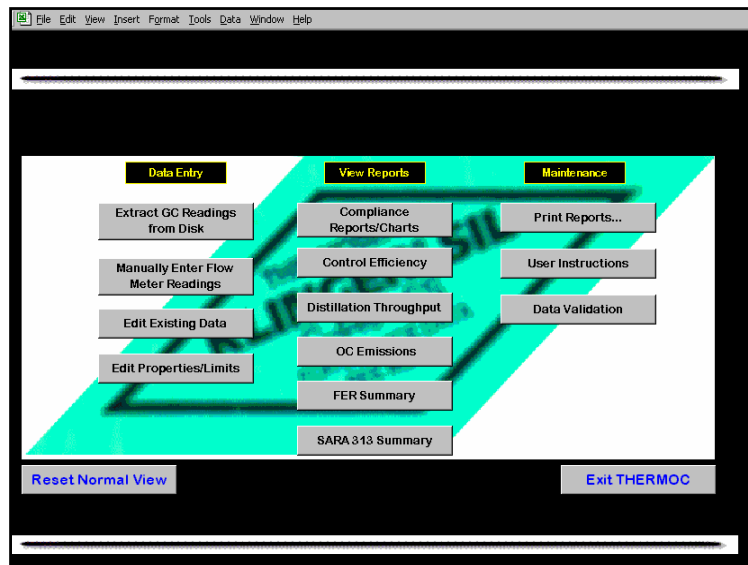 File Edit View Insert Format Tools Data Window Help
Data Entry
View Reports
Maintenance
Extract GC Readings
from Disk
Manually Enter Flow
Meter Readings
Edit Existing Data
Edit Properties/Limits
Compliance
Reports/Charts
Control Efficiency
Distillation Throughput
OC Emissions
FER Summary
SARA 313 Summary
Print Reports...
User Instructions
Data Validation
Reset Normal View
Exit THERMOC